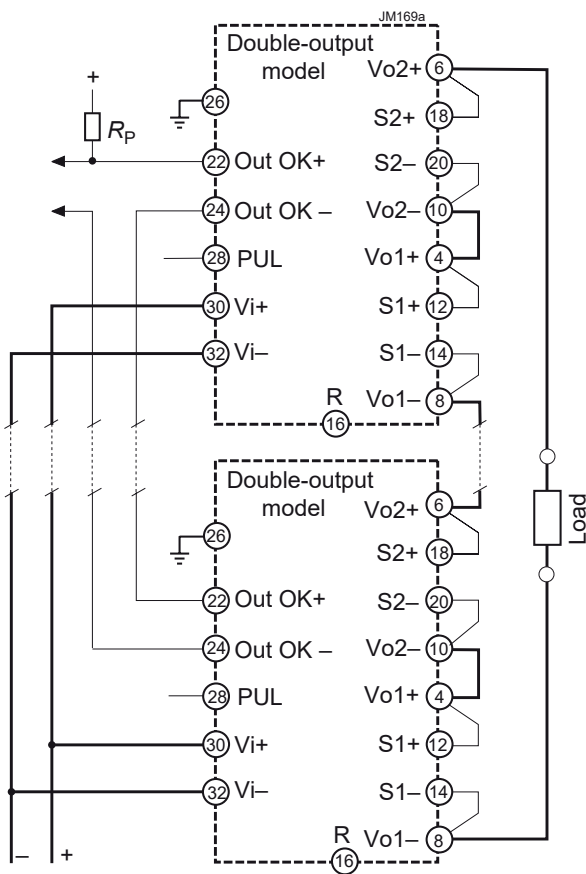 JM169a
Double-output
model
Vo2+ 6
26
S2+ 18
+
RP
22 Out OK+
S2– 20
24 Out OK –
Vo2– 10
28 PUL
Vo1+ 4
30 Vi+
S1+ 12
32 Vi–
S1– 14
R
16
Vo1– 8
Double-output
model
Vo2+ 6
26
S2+ 18
Load
22 Out OK+
S2– 20
24 Out OK –
Vo2– 10
28 PUL
Vo1+ 4
30 Vi+
S1+ 12
32 Vi–
S1– 14
R
16
Vo1– 8
– +